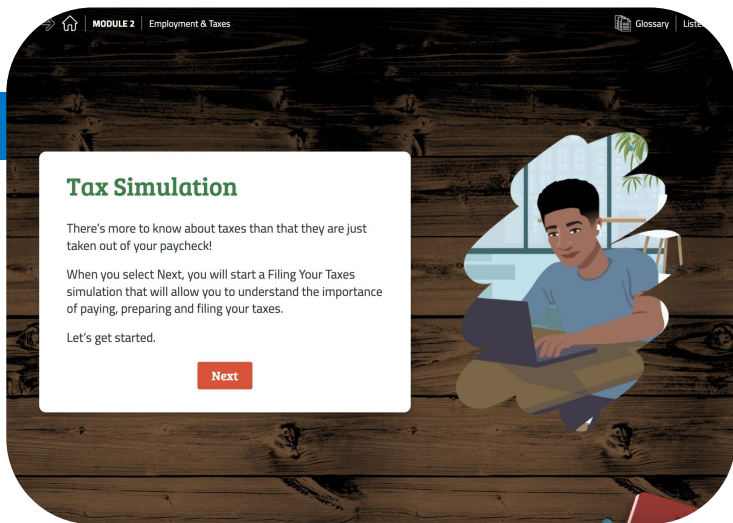 MODULE 2 Employment & Taxes Glossary
Tax Simulation
There's more to know about taxes than that they are just
taken out of your paycheck!
When you select Next, you will start a Filing Your Taxes
simulation that will allow you to understand the importance
of paying, preparing and filing your taxes.
Let's get started.
Next